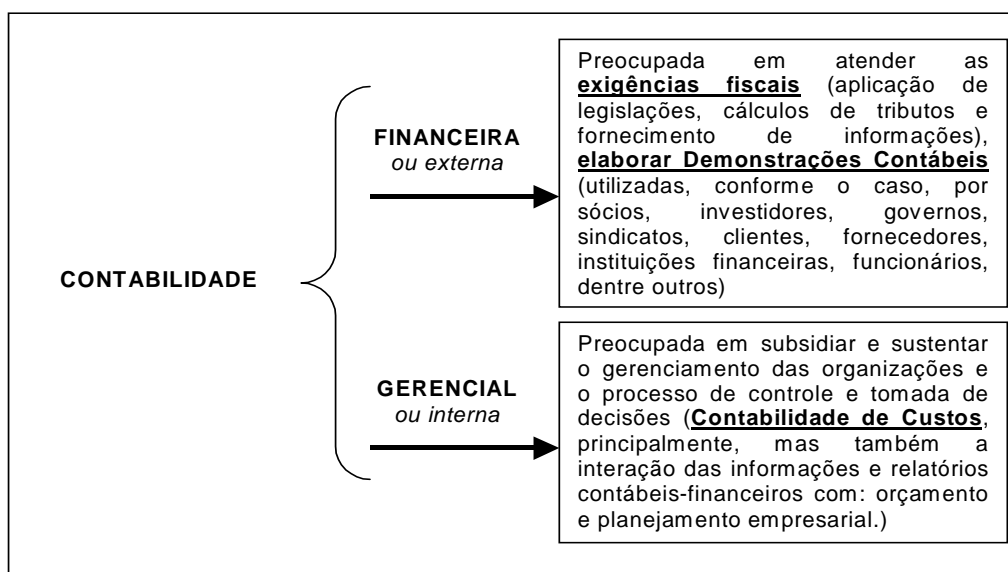 CONTABILIDADE
FINANCEIRA
ou externa
Preocupada em atender as
exigências fiscais (aplicação de
legislações, cálculos de tributos e
fornecimento de informações),
elaborar Demonstrações Contábeis
(utilizadas, conforme o caso, por
sócios, investidores, governos,
sindicatos, clientes, fornecedores,
instituições financeiras, funcionários,
dentre outros)
GERENCIAL
ou interna
Preocupada em subsidiar e sustentar
o gerenciamento das organizações e
o processo de controle e tomada de
decisões (Contabilidade de Custos,
principalmente, mas também a
interação das informações e relatórios
contábeis-financeiros com: orçamento
e planejamento empresarial.)